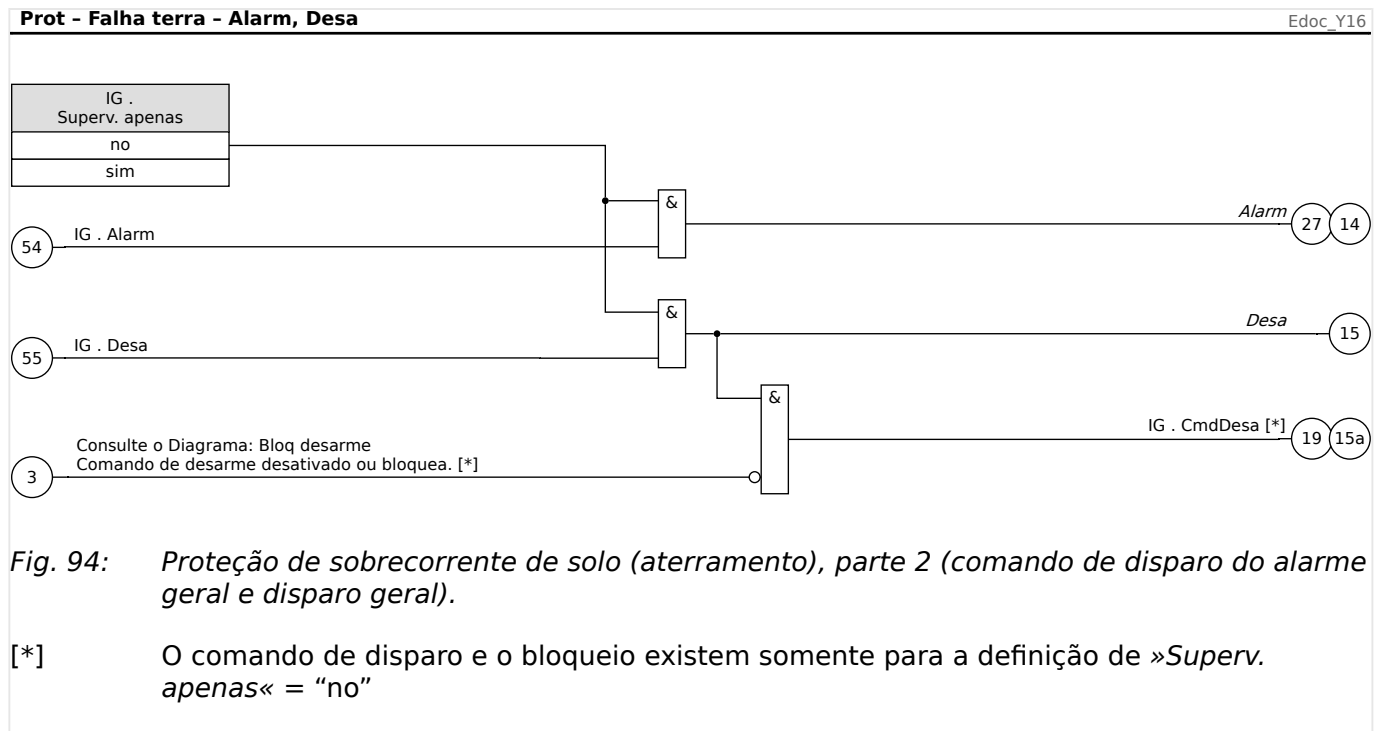 Prot – Falha terra – Alarm, Desa
Edoc_Y16
IG .
Superv. apenas
no
sim
&
Alarm
27
14
IG . Alarm
54
&
Desa
15
IG . Desa
55
&
IG . CmdDesa [*]
19
15a
Consulte o Diagrama: Bloq desarme
Comando de desarme desativado ou bloquea. [*]
3
Fig. 94: Proteção de sobrecorrente de solo (aterramento), parte 2 (comando de disparo do alarme
geral e disparo geral).
[*] O comando de disparo e o bloqueio existem somente para a definição de »Superv.
apenas« = “no”